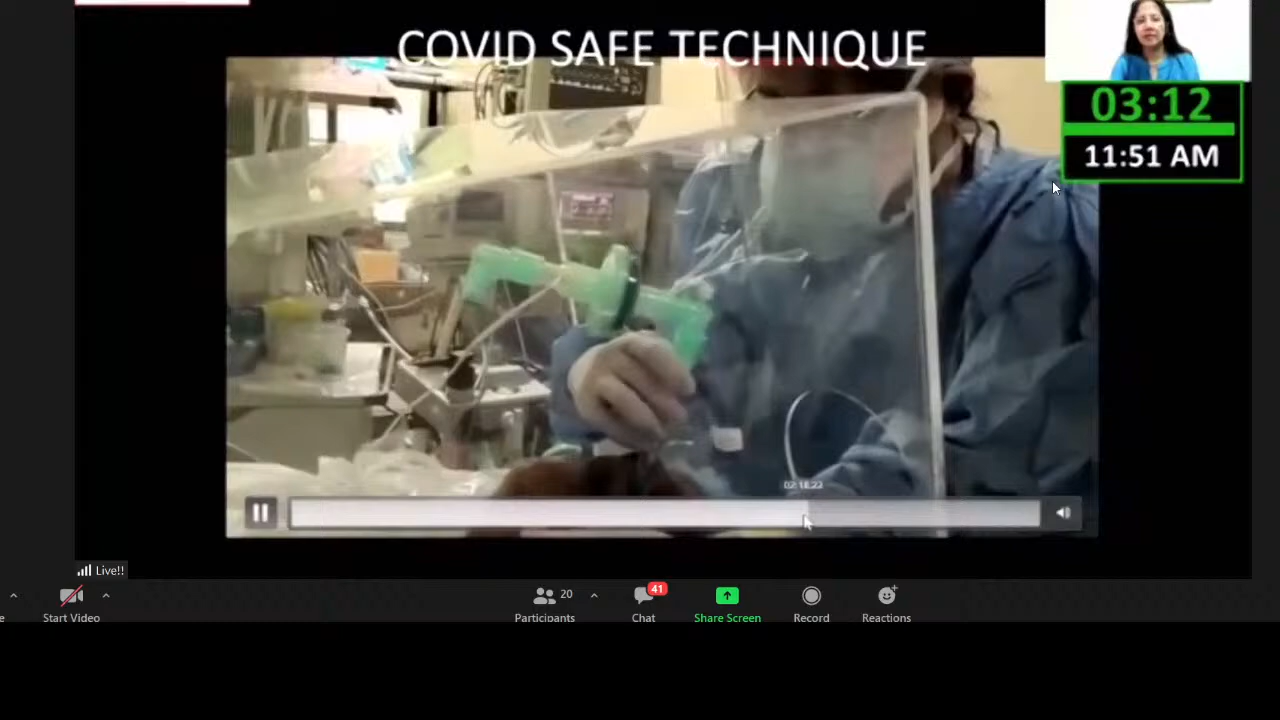 COVID SAFE TECHNIQUE
03:12
11:51 AM
Live!!
Start Video
20
Participants
41
Chat
Share Screen
Record
Reactions